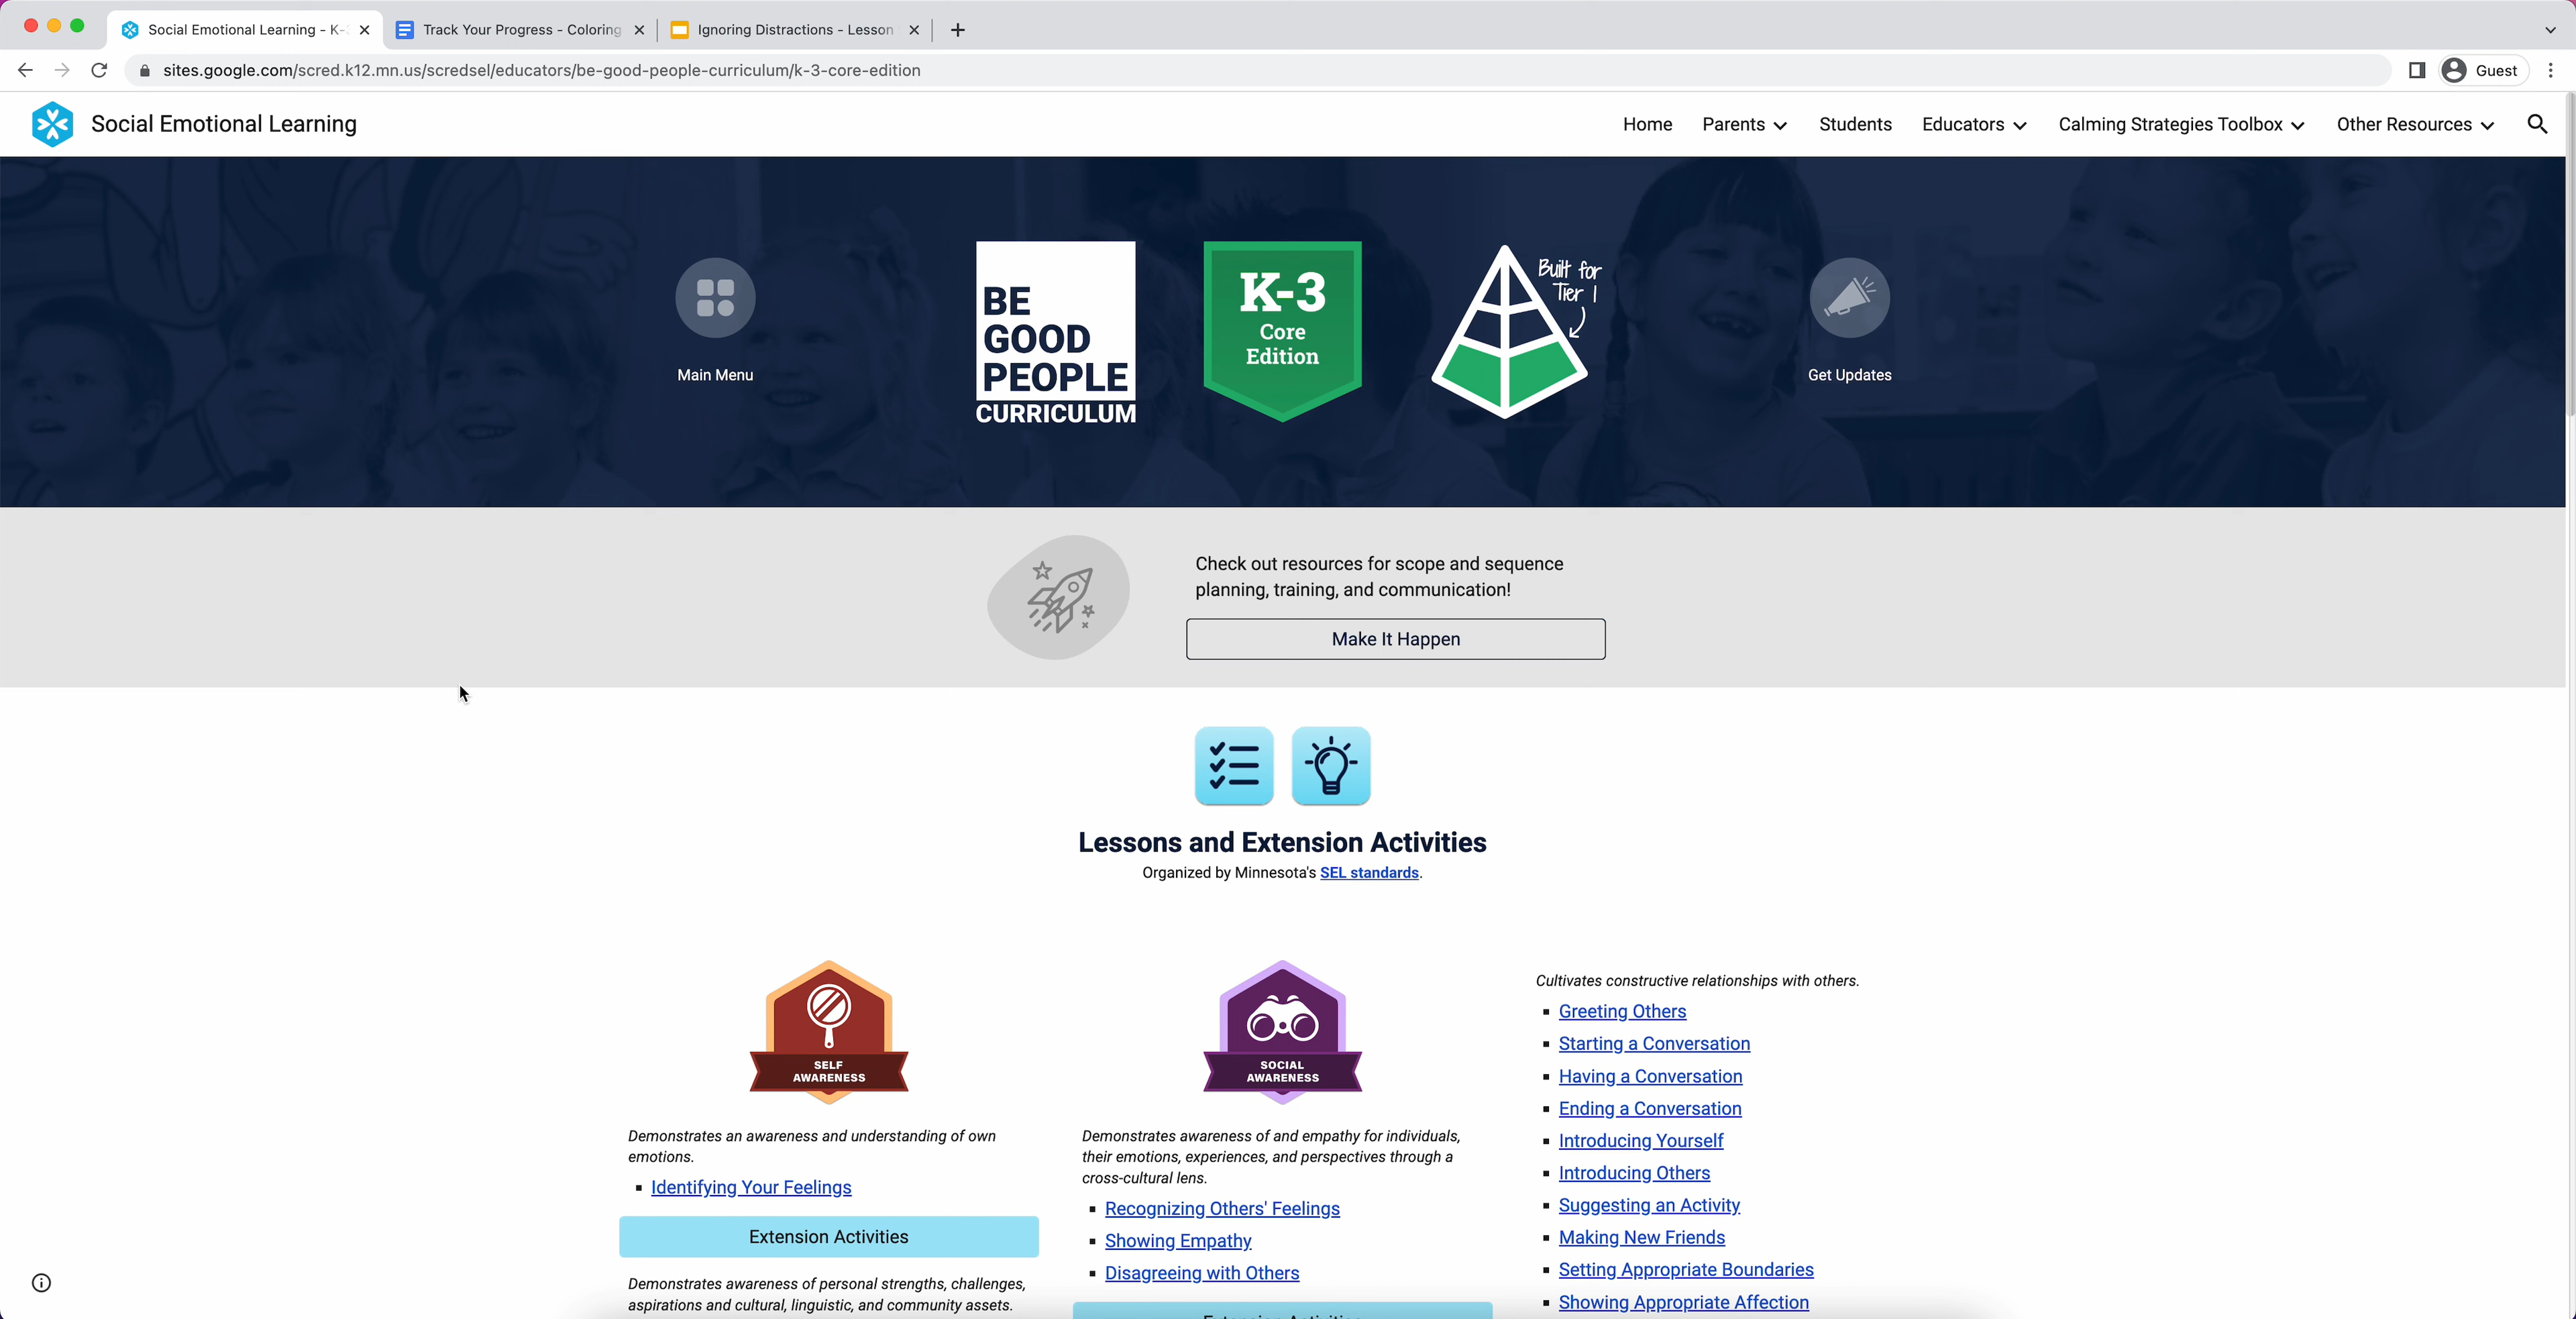 Social Emotional Learning - K-
Track Your Progress - Coloring
Ignoring Distractions - Lesson
sites.google.com/scred.k12.mn.us/scredsel/educators/be-good-people-curriculum/k-3-core-edition
Guest
Social Emotional Learning
Home
Parents
Students
Educators
Calming Strategies Toolbox
Other Resources
Main Menu
BE
GOOD
PEOPLE
CURRICULUM
K-3
Core
Edition
Built for
Tier 1
Get Updates
Check out resources for scope and sequence
planning, training, and communication!
Make It Happen
Lessons and Extension Activities
Organized by Minnesota's SEL standards.
SELF
AWARENESS
Demonstrates an awareness and understanding of own
emotions.
Identifying Your Feelings
Extension Activities
Demonstrates awareness of personal strengths, challenges,
aspirations and cultural, linguistic, and community assets.
SOCIAL
AWARENESS
Demonstrates awareness of and empathy for individuals,
their emotions, experiences, and perspectives through a
cross-cultural lens.
Recognizing Others' Feelings
Showing Empathy
Disagreeing with Others
Cultivates constructive relationships with others.
Greeting Others
Starting a Conversation
Having a Conversation
Ending a Conversation
Introducing Yourself
Introducing Others
Suggesting an Activity
Making New Friends
Setting Appropriate Boundaries
Showing Appropriate Affection